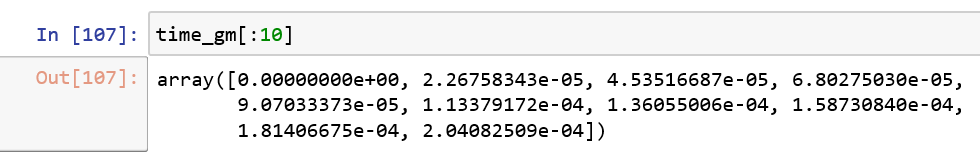 In [107]: time_gm[:10]
Out[107]: array([0.00000000e+00, 2.26758343e-05, 4.53516687e-05, 6.80275030e-05,
9.07033373e-05, 1.13379172e-04, 1.36055006e-04, 1.58730840e-04,
1.81406675e-04, 2.04082509e-04])